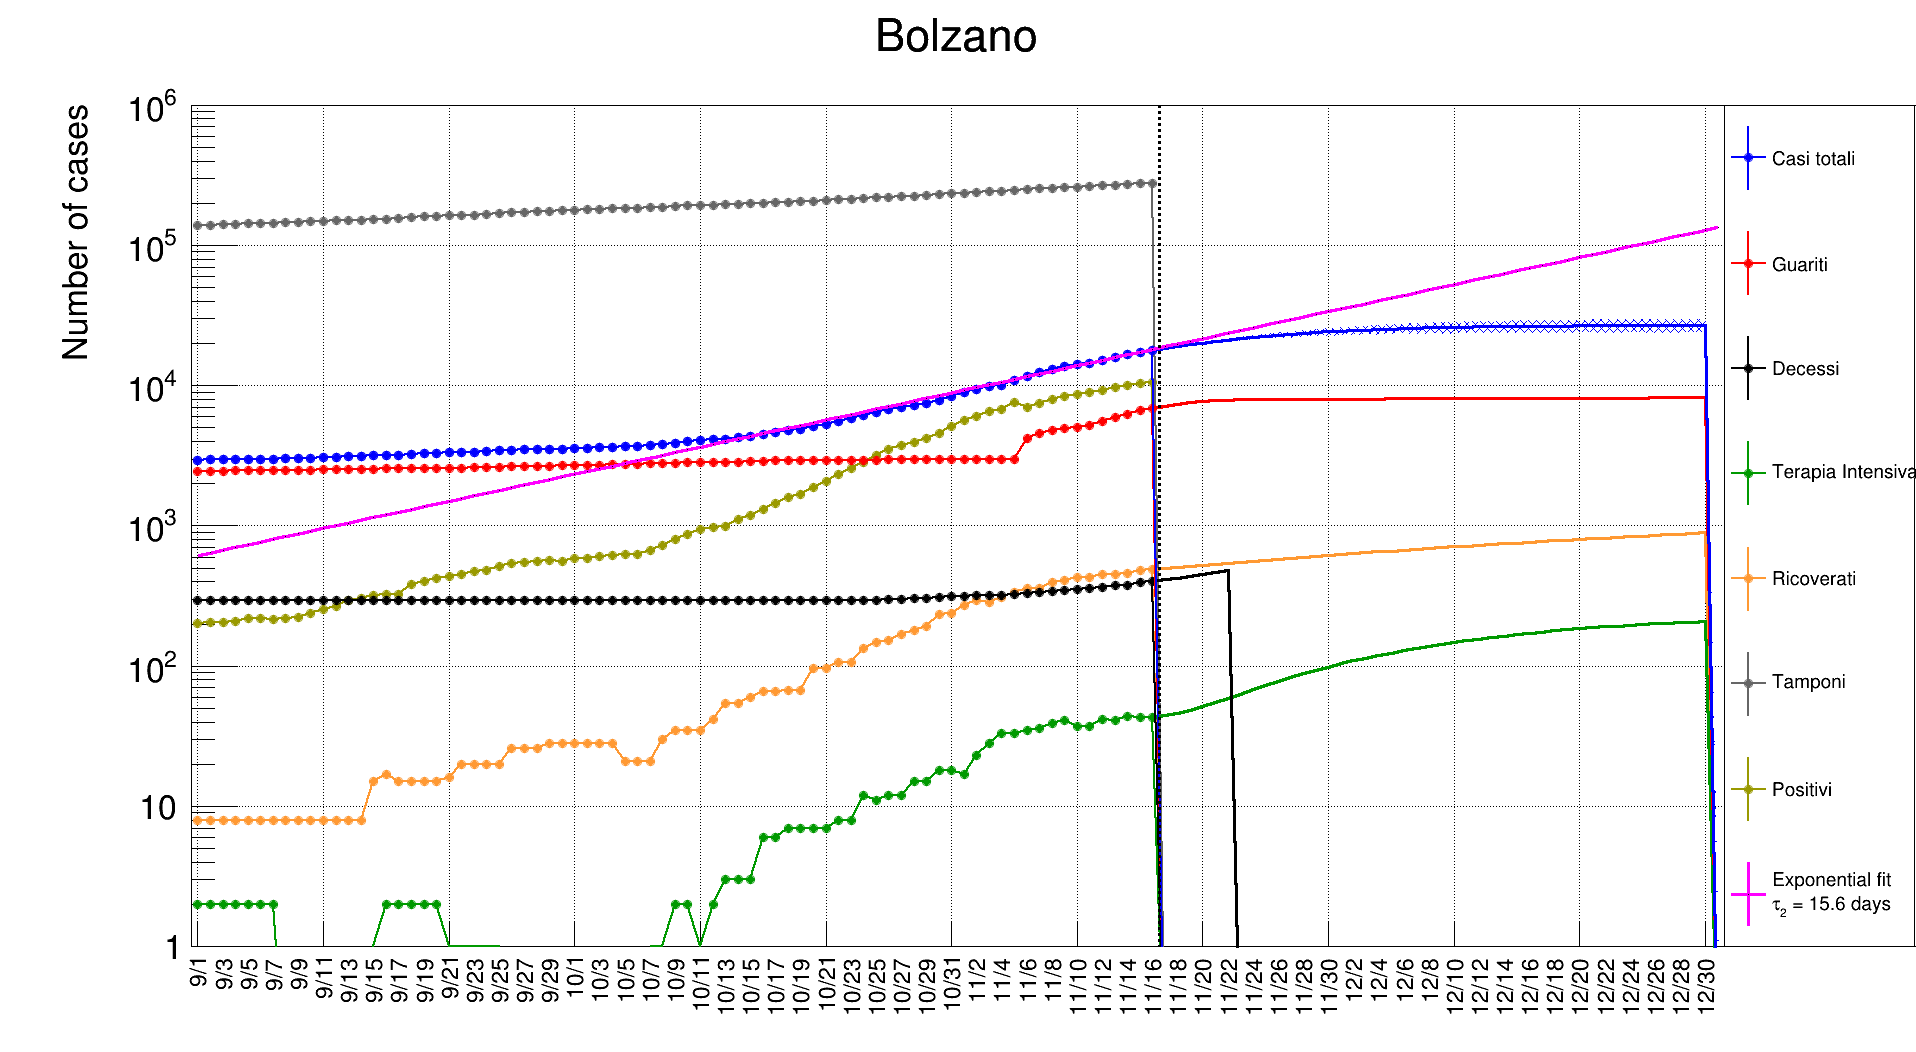 Bolzano
Number of cases
10^6
10^5
10^4
10^3
10^2
10
1
9/1 9/3 9/5 9/7 9/9 9/11 9/13 9/15 9/17 9/19 9/21 9/23 9/25 9/27 9/29 10/1 10/3 10/5 10/7 10/9 10/11 10/13 10/15 10/17 10/19 10/21 10/23 10/25 10/27 10/29 10/31 11/2 11/4 11/6 11/8 11/10 11/12 11/14 11/16 11/18 11/20 11/22 11/24 11/26 11/28 11/30 12/2 12/4 12/6 12/8 12/10 12/12 12/14 12/16 12/18 12/20 12/22 12/24 12/26 12/28 12/30
Casi totali
Guariti
Decessi
Terapia Intensiva
Ricoverati
Tamponi
Positivi
Exponential fit
τ₂ = 15.6 days